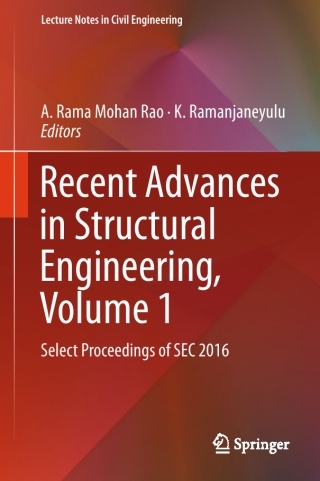 Lecture Notes in Civil Engineering
A. Rama Mohan Rao · K. Ramanjaneyulu
Editors
Recent Advances
in Structural
Engineering,
Volume 1
Select Proceedings of SEC 2016
Springer